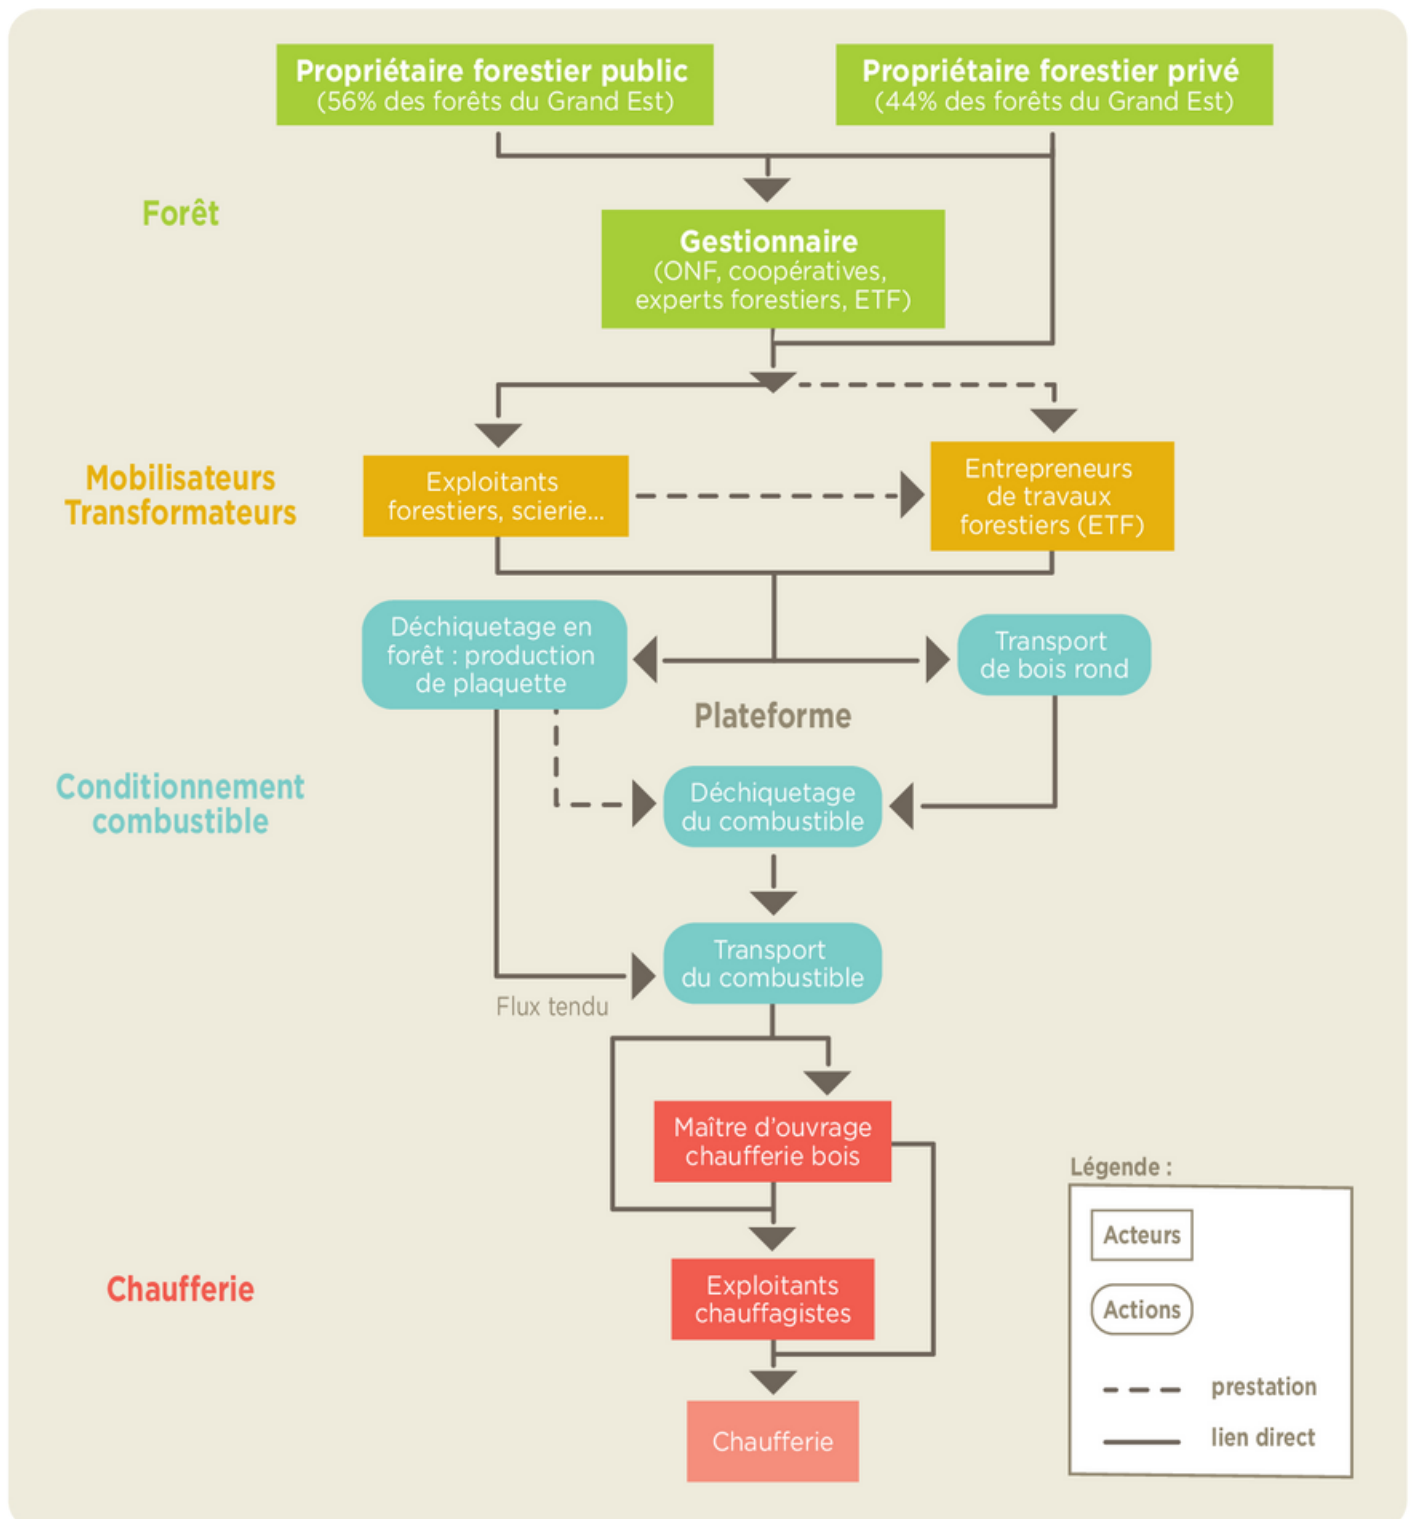 Propriétaire forestier public
(56% des forêts du Grand Est)
Propriétaire forestier privé
(44% des forêts du Grand Est)
Forêt
Gestionnaire
(ONF, coopératives,
experts forestiers, ETF)
Mobilisateurs
Transformateurs
Exploitants
forestiers, scierie...
Entrepreneurs
de travaux
forestiers (ETF)
Déchiquetage en
forêt : production
de plaquette
Transport
de bois rond
Plateforme
Conditionnement
combustible
Déchiquetage
du combustible
Transport
du combustible
Flux tendu
Maître d'ouvrage
chaufferie bois
Chaufferie
Exploitants
chauffagistes
Chaufferie
Légende :
Acteurs
Actions
prestation
lien direct